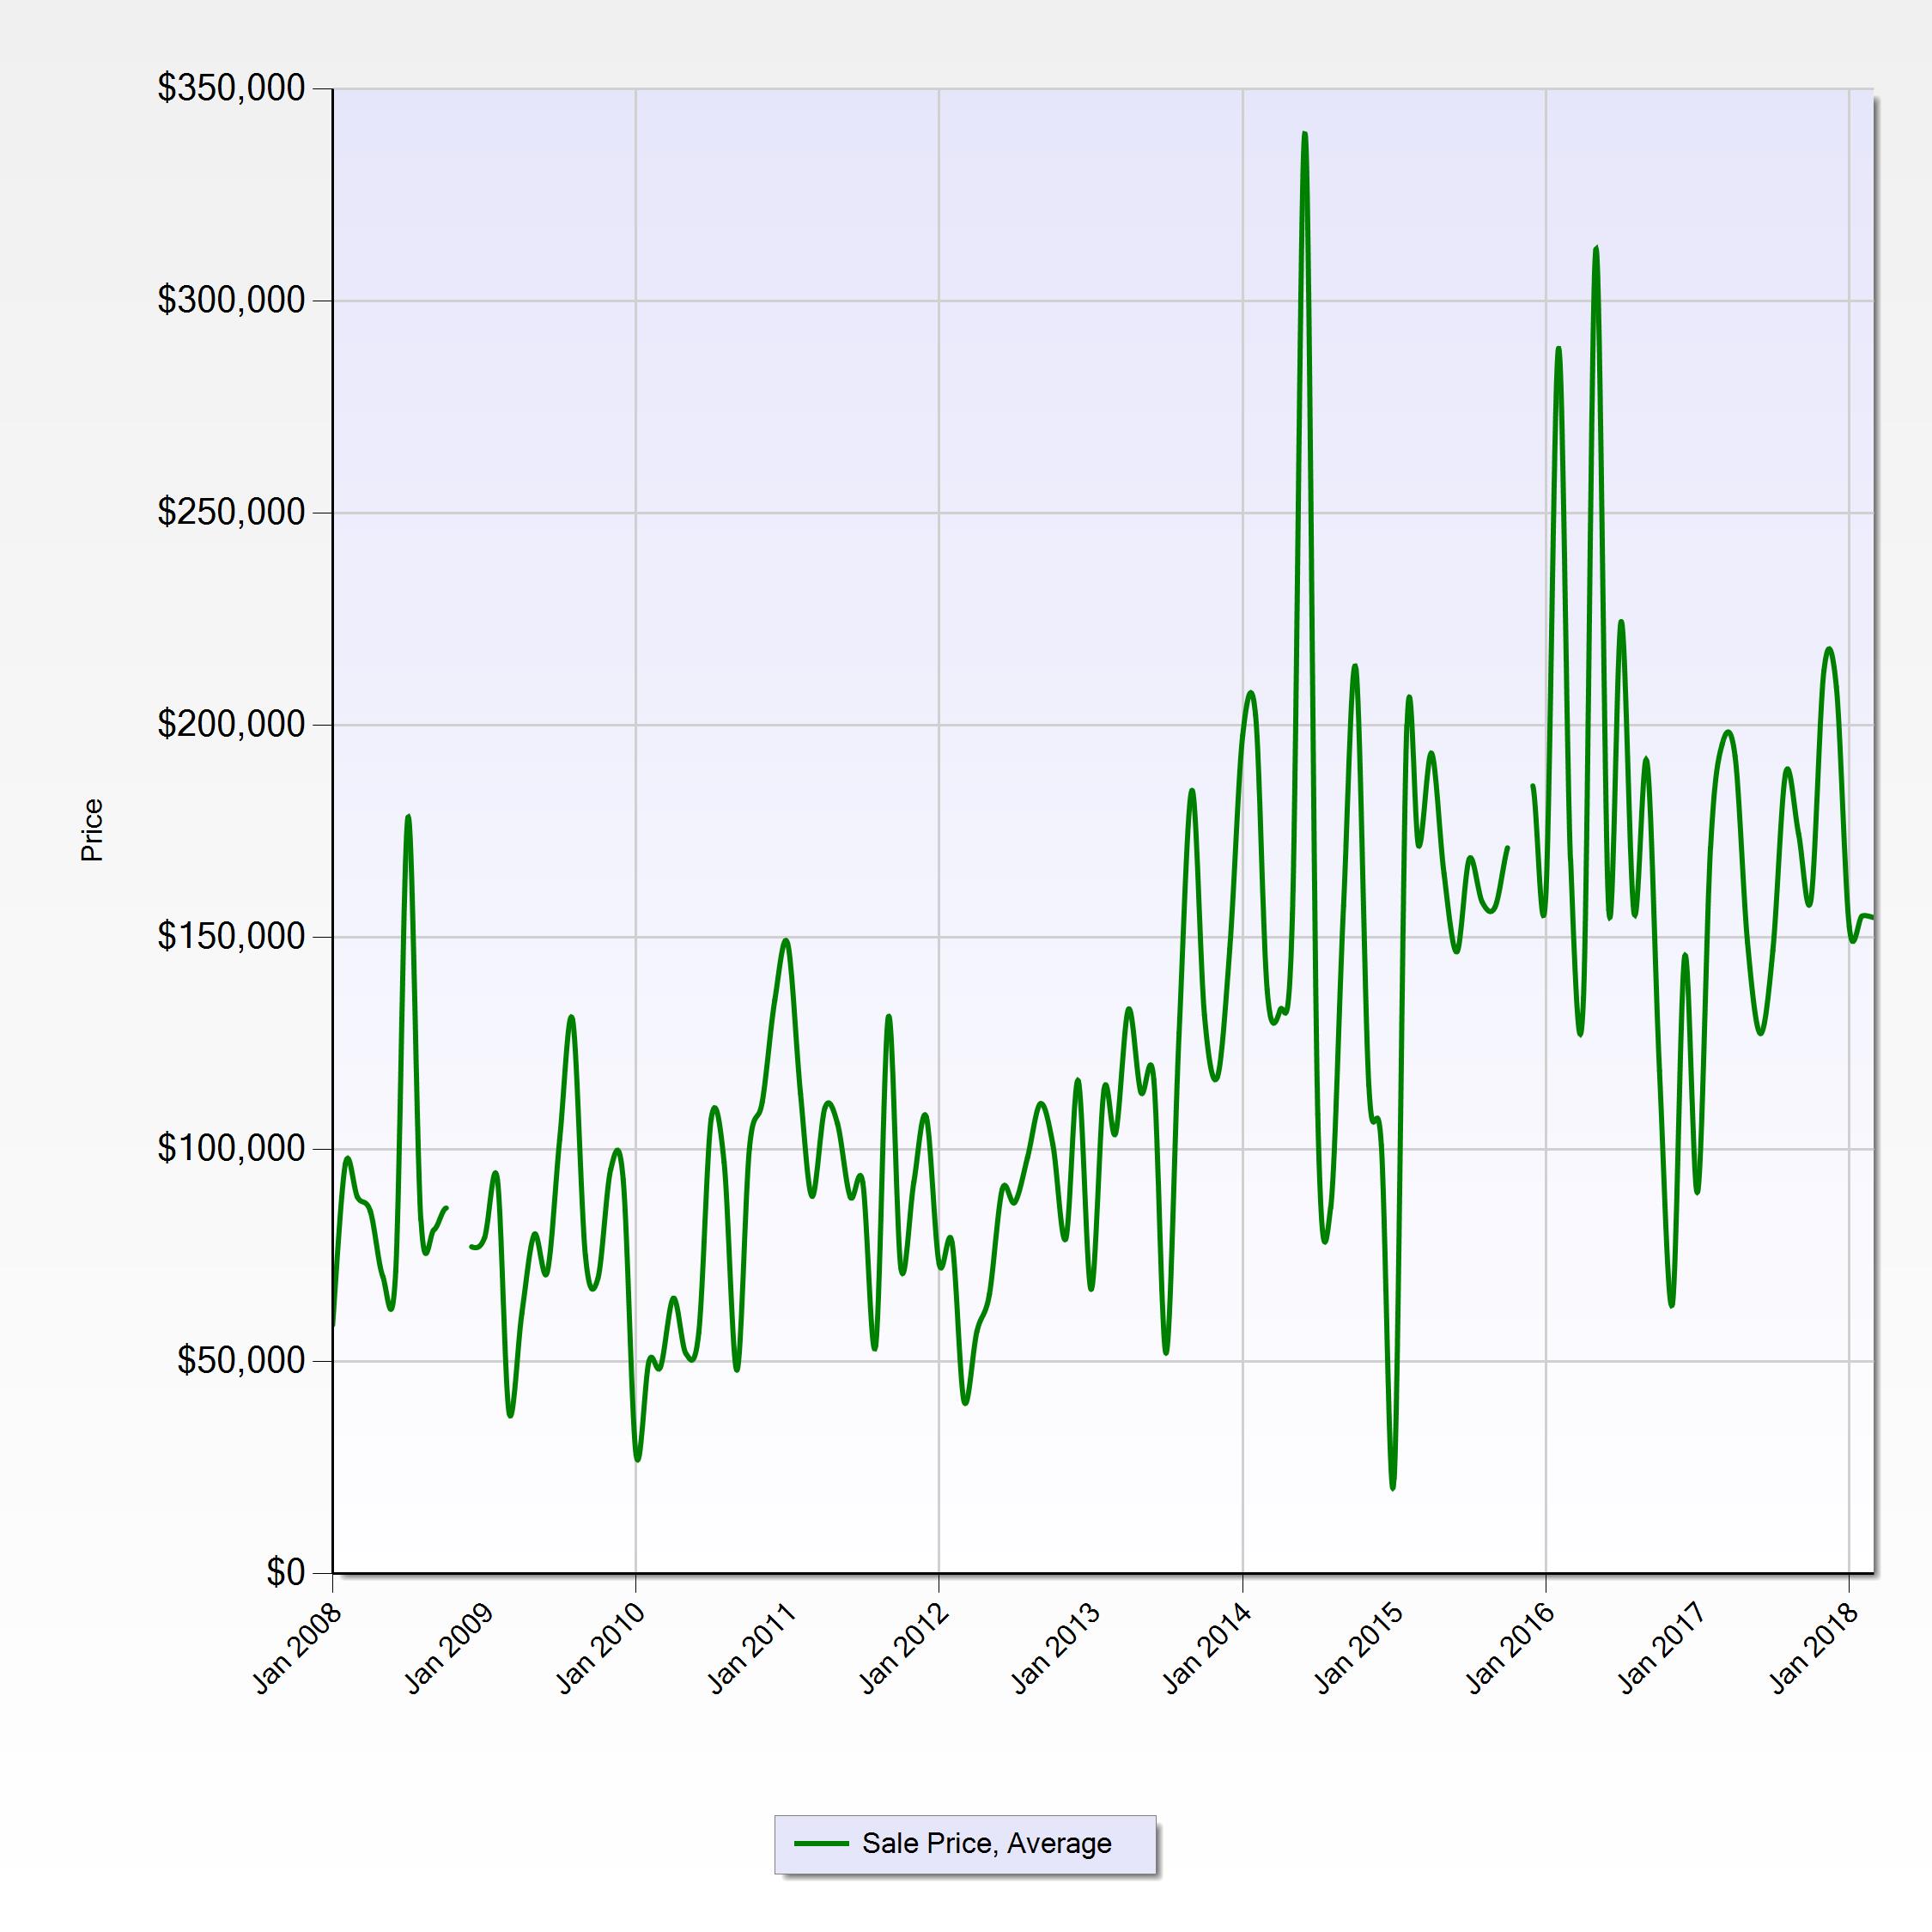 $350,000
$300,000
$250,000
$200,000
$150,000
$100,000
$50,000
$0
Price
Jan 2008
Jan 2009
Jan 2010
Jan 2011
Jan 2012
Jan 2013
Jan 2014
Jan 2015
Jan 2016
Jan 2017
Jan 2018
Sale Price, Average